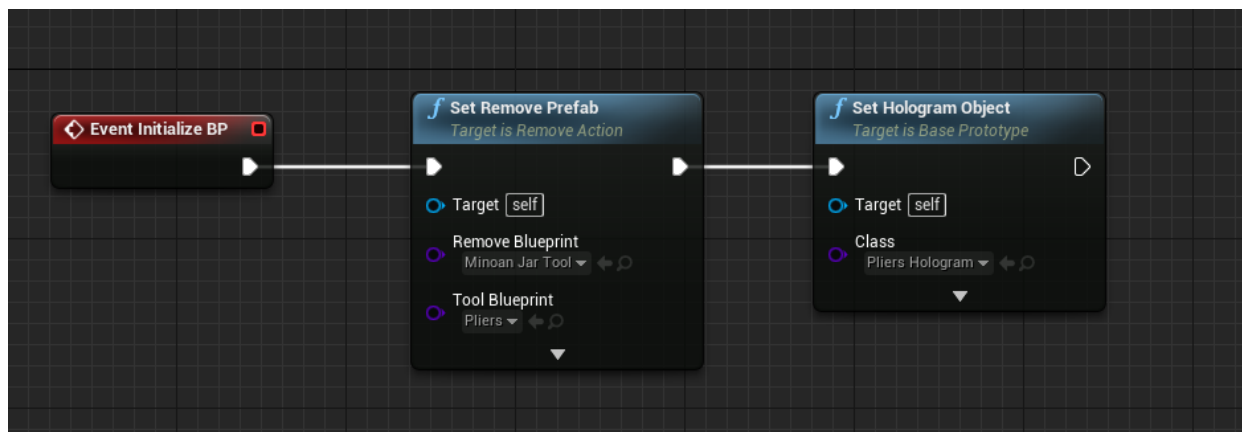 Event Initialize BP
Set Remove Prefab
Target is Remove Action
Target self
Remove Blueprint
Minoan Jar Tool
Tool Blueprint
Pliers
Set Hologram Object
Target is Base Prototype
Target self
Class
Pliers Hologram